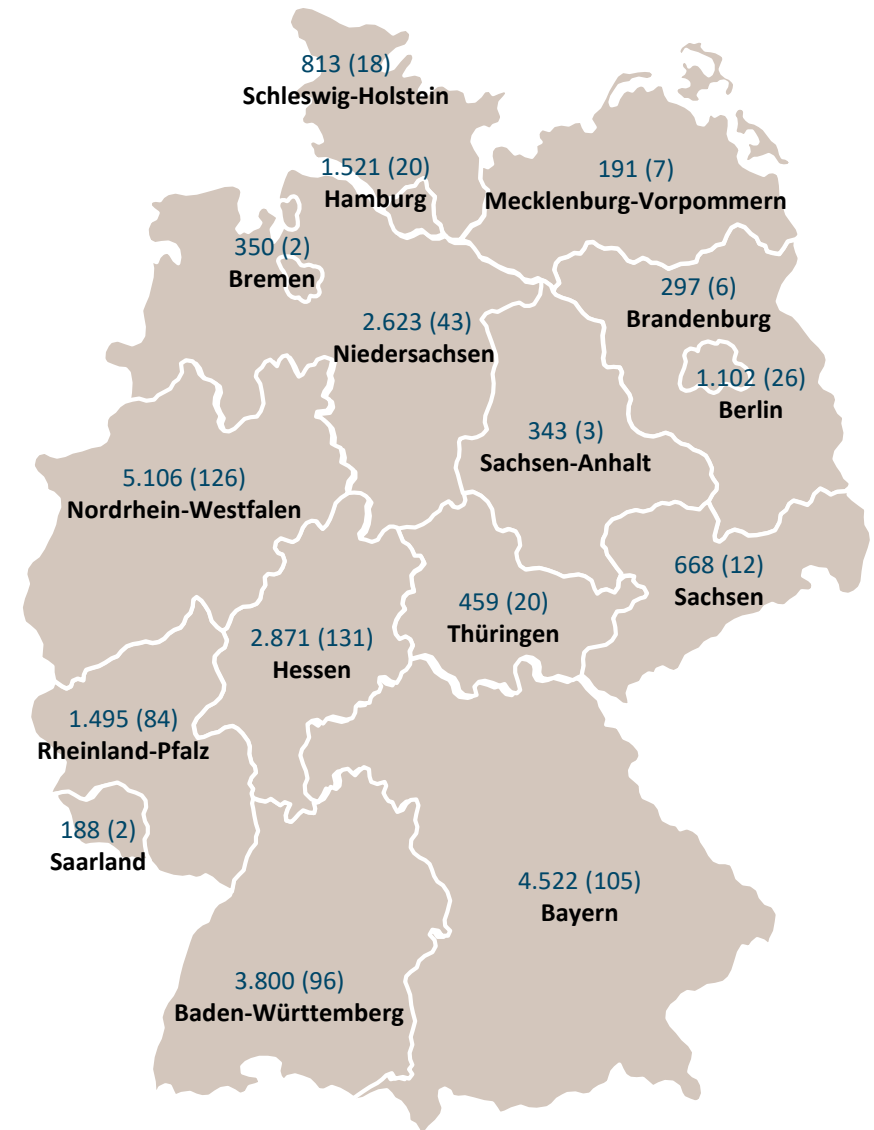 813 (18)
Schleswig-Holstein
1.521 (20)
Hamburg
191 (7)
Mecklenburg-Vorpommern
350 (2)
Bremen
297 (6)
Brandenburg
2.623 (43)
Niedersachsen
1.102 (26)
Berlin
343 (3)
Sachsen-Anhalt
5.106 (126)
Nordrhein-Westfalen
668 (12)
Sachsen
459 (20)
Thüringen
2.871 (131)
Hessen
1.495 (84)
Rheinland-Pfalz
188 (2)
Saarland
4.522 (105)
Bayern
3.800 (96)
Baden-Württemberg